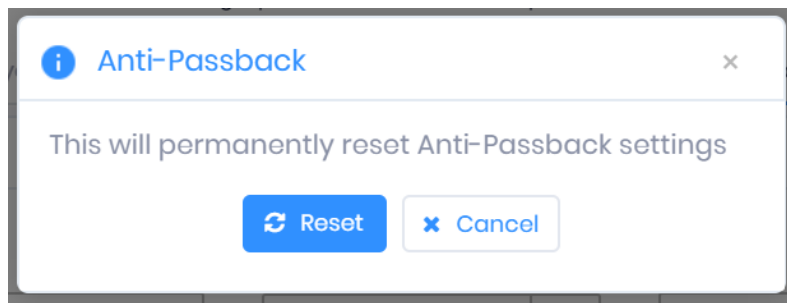 Anti-Passback
This will permanently reset Anti-Passback settings
Reset
Cancel